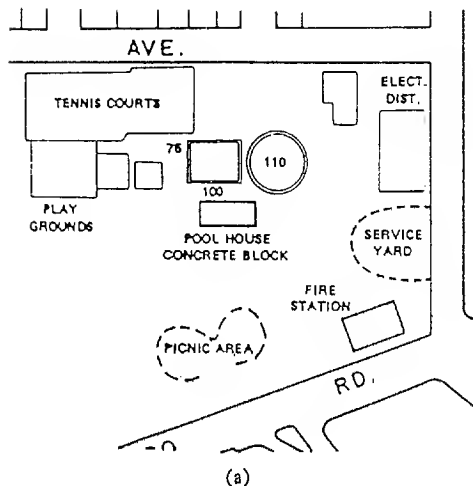 AVE.
TENNIS COURTS
ELECT.
DIST.
75
110
100
PLAY
GROUNDS
POOL HOUSE
CONCRETE BLOCK
SERVICE
YARD
FIRE
STATION
PICNIC AREA
RD.
(a)